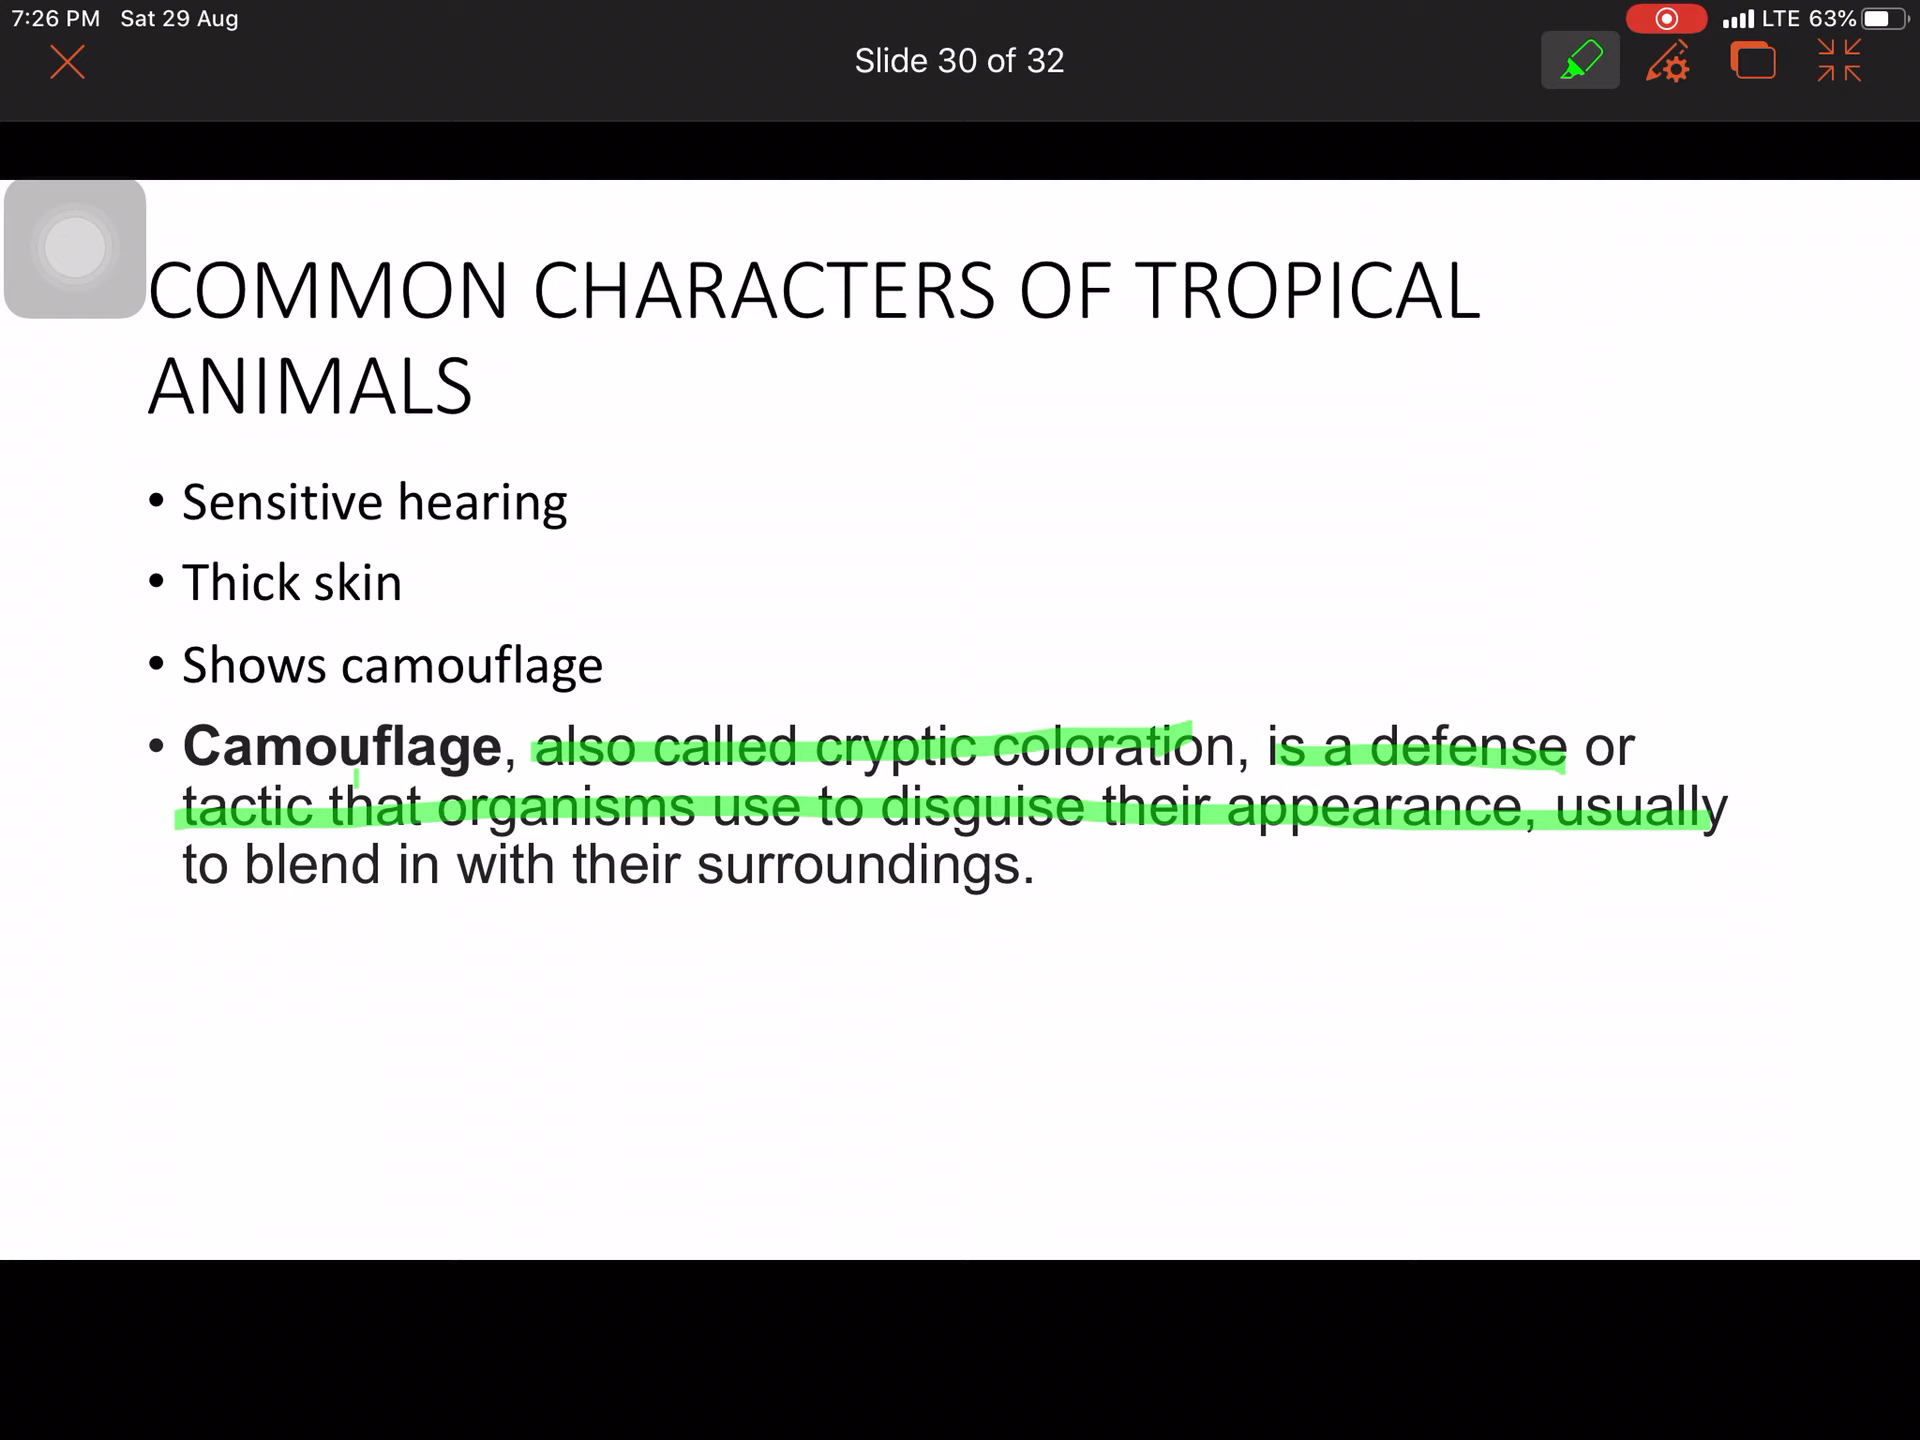 7:26 PM Sat 29 Aug
LTE 63%
Slide 30 of 32
COMMON CHARACTERS OF TROPICAL
ANIMALS
• Sensitive hearing
• Thick skin
• Shows camouflage
• Camouflage, also called cryptic coloration, is a defense or
tactic that organisms use to disguise their appearance, usually
to blend in with their surroundings.